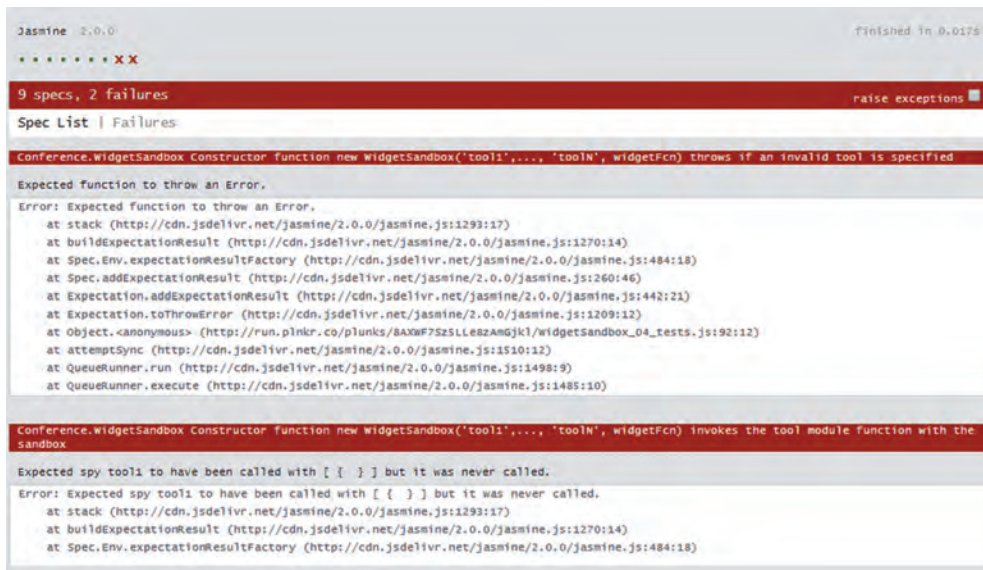 Jasmine 2.0.0
finished in 0.017s
• • • • • • • x x
9 specs, 2 failures
raise exceptions
Spec List | Failures
Conference.WidgetSandbox Constructor function new WidgetSandbox('tool1',..., 'toolN', widgetFcn) throws if an invalid tool is specified
Expected function to throw an Error.
Error: Expected function to throw an Error.
at stack (http://cdn.jsdelivr.net/jasmine/2.0.0/jasmine.js:1293:17)
at buildExpectationResult (http://cdn.jsdelivr.net/jasmine/2.0.0/jasmine.js:1270:14)
at Spec.Env.expectationResultFactory (http://cdn.jsdelivr.net/jasmine/2.0.0/jasmine.js:484:18)
at Spec.addExpectationResult (http://cdn.jsdelivr.net/jasmine/2.0.0/jasmine.js:260:46)
at Expectation.addExpectationResult (http://cdn.jsdelivr.net/jasmine/2.0.0/jasmine.js:442:21)
at Expectation.toThrowError (http://cdn.jsdelivr.net/jasmine/2.0.0/jasmine.js:1209:12)
at Object.<anonymous>
at attemptSync (http://cdn.jsdelivr.net/jasmine/2.0.0/jasmine.js:1510:12)
at QueueRunner.run (http://cdn.jsdelivr.net/jasmine/2.0.0/jasmine.js:1498:9)
at QueueRunner.execute (http://cdn.jsdelivr.net/jasmine/2.0.0/jasmine.js:1485:10)
Conference.WidgetSandbox Constructor function new WidgetSandbox('tool1',..., 'toolN', widgetFcn) invokes the tool module function with the
sandbox
Expected spy tool1 to have been called with [ { } ] but it was never called.
Error: Expected spy tool1 to have been called with [ { } ] but it was never called.
at stack (http://cdn.jsdelivr.net/jasmine/2.0.0/jasmine.js:1293:17)
at buildExpectationResult (http://cdn.jsdelivr.net/jasmine/2.0.0/jasmine.js:1270:14)
at Spec.Env.expectationResultFactory (http://cdn.jsdelivr.net/jasmine/2.0.0/jasmine.js:484:18)